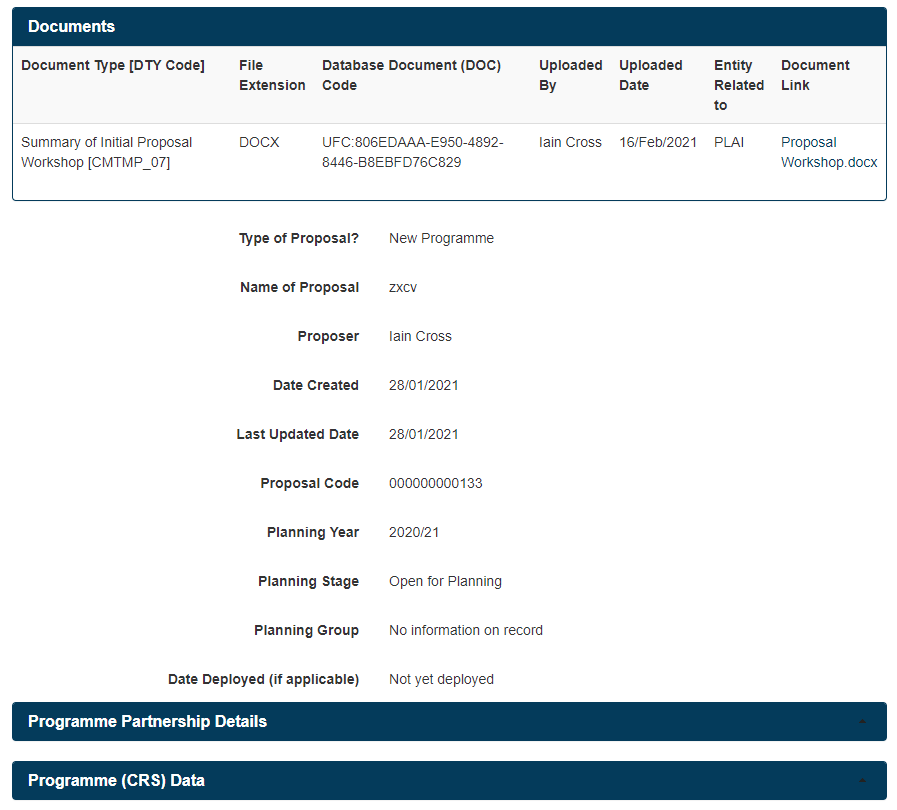 Documents
Document Type [DTY Code] File Extension Database Document (DOC) Code Uploaded By Uploaded Date Entity Related to Document Link
Summary of Initial Proposal Workshop [CMTMP_07] DOCX UFC:806EDAAA-E950-4892-8446-B8EBFD76C829 Iain Cross 16/Feb/2021 PLAI Proposal Workshop.docx
Type of Proposal? New Programme
Name of Proposal zxcv
Proposer Iain Cross
Date Created 28/01/2021
Last Updated Date 28/01/2021
Proposal Code 000000000133
Planning Year 2020/21
Planning Stage Open for Planning
Planning Group No information on record
Date Deployed (if applicable) Not yet deployed
Programme Partnership Details
Programme (CRS) Data